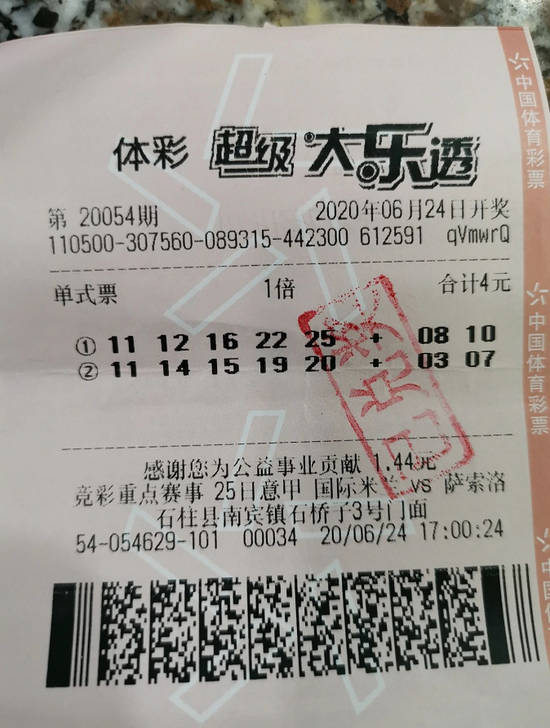 体彩 超级大乐透
第 20054期 2020年06月24日开奖
110500-307560-089315-442300 612591 qVmwrQ
单式票 1倍 合计4元
① 11 12 16 22 25 + 08 10
② 11 14 15 19 20 + 03 07
感谢您为公益事业贡献 1.44元
竞彩重点赛事 25日意甲 国际米兰 VS 萨索洛
石柱县南宾镇石桥子3号门面
54-054629-101 00034 20/06/24 17:00:24
已兑奖
中国体育彩票
中国体育彩票